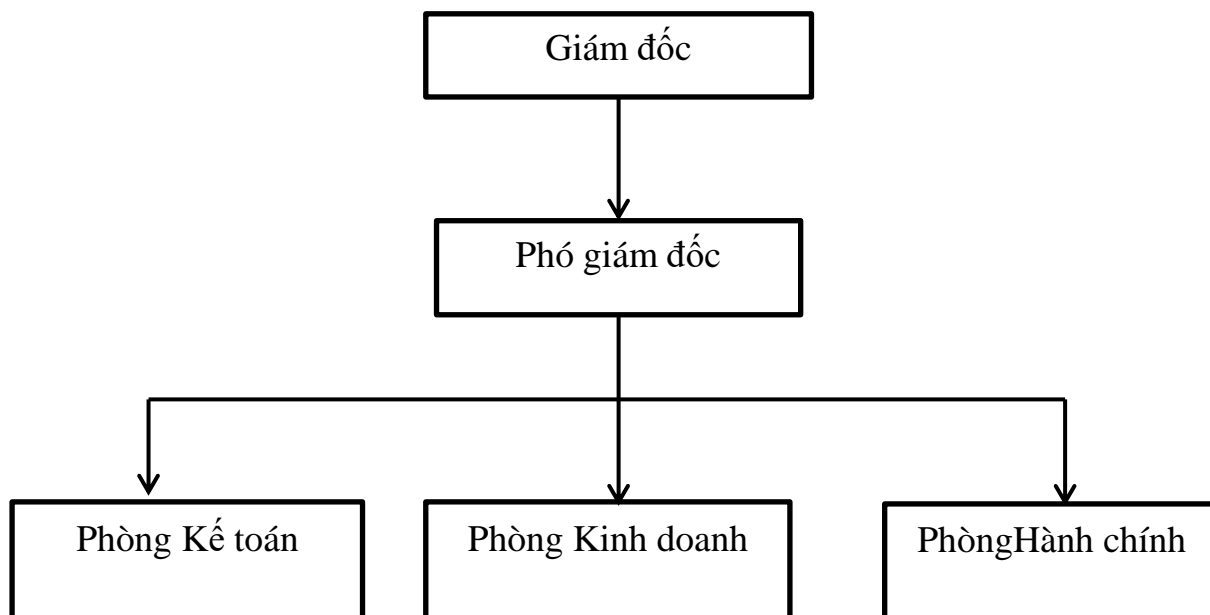 Giám đốc
Phó giám đốc
Phòng Kế toán
Phòng Kinh doanh
PhòngHành chính